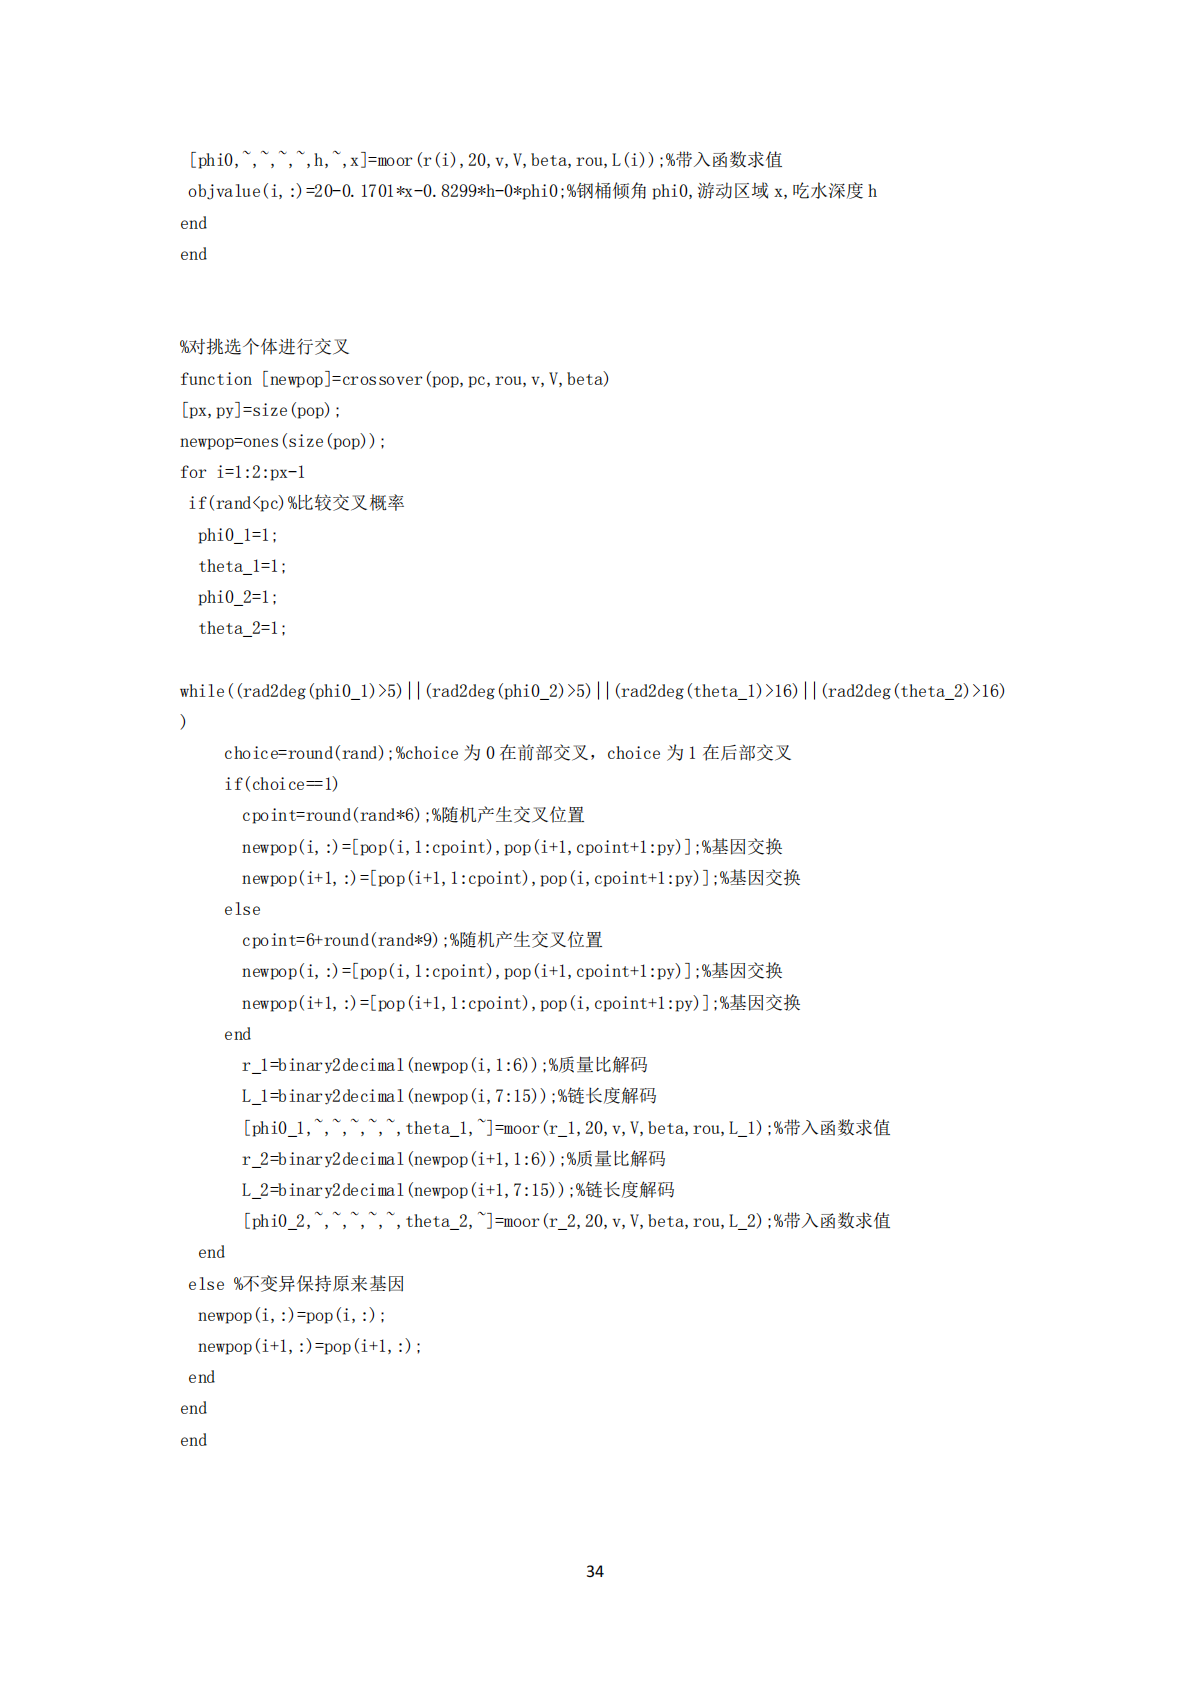 [phi0,~,~,~,~,h,~,x]=moor(r(i),20,v,V,beta,rou,L(i));%带入函数求值
objvalue(i,:)=20-0.1701*x-0.8299*h-0*phi0;%钢桶倾角 phi0,游动区域 x,吃水深度 h
end
end
%对挑选个体进行交叉
function [newpop]=crossover(pop,pc,rou,v,V,beta)
[px,py]=size(pop);
newpop=ones(size(pop));
for i=1:2:px-1
if(rand<pc)%比较交叉概率
phi0_1=1;
theta_1=1;
phi0_2=1;
theta_2=1;
while((rad2deg(phi0_1)>5)||(rad2deg(phi0_2)>5)||(rad2deg(theta_1)>16)||(rad2deg(theta_2)>16)
)
choice=round(rand);%choice 为 0 在前部交叉，choice 为 1 在后部交叉
if(choice==1)
cpoint=round(rand*6);%随机产生交叉位置
newpop(i,:)=[pop(i,1:cpoint),pop(i+1,cpoint+1:py)];%基因交换
newpop(i+1,:)=[pop(i+1,1:cpoint),pop(i,cpoint+1:py)];%基因交换
else
cpoint=6+round(rand*9);%随机产生交叉位置
newpop(i,:)=[pop(i,1:cpoint),pop(i+1,cpoint+1:py)];%基因交换
newpop(i+1,:)=[pop(i+1,1:cpoint),pop(i,cpoint+1:py)];%基因交换
end
r_1=binary2decimal(newpop(i,1:6));%质量比解码
L_1=binary2decimal(newpop(i,7:15));%链长度解码
[phi0_1,~,~,~,~,~,theta_1,~]=moor(r_1,20,v,V,beta,rou,L_1);%带入函数求值
r_2=binary2decimal(newpop(i+1,1:6));%质量比解码
L_2=binary2decimal(newpop(i+1,7:15));%链长度解码
[phi0_2,~,~,~,~,~,theta_2,~]=moor(r_2,20,v,V,beta,rou,L_2);%带入函数求值
end
else %不变异保持原来基因
newpop(i,:)=pop(i,:);
newpop(i+1,:)=pop(i+1,:);
end
end
end
34